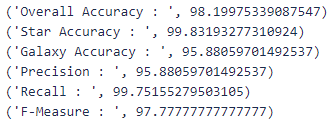 ('Overall Accuracy : ', 98.19975339087547)
('Star Accuracy : ', 99.83193277310924)
('Galaxy Accuracy : ', 95.88059701492537)
('Precision : ', 95.88059701492537)
('Recall : ', 99.75155279503105)
('F-Measure : ', 97.77777777777777)